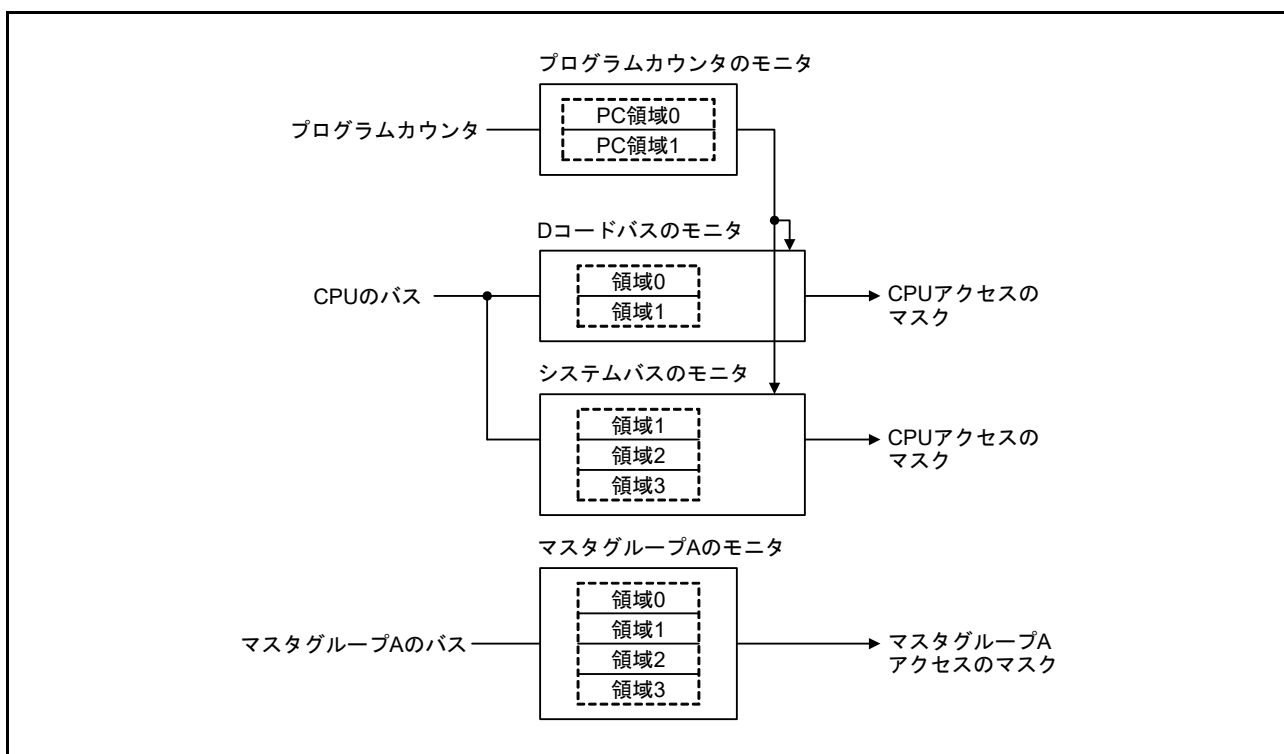 プログラムカウンタのモニタ
プログラムカウンタ
PC領域0
PC領域1
Dコードバスのモニタ
CPUのバス
領域0
領域1
CPUアクセスの
マスク
システムバスのモニタ
領域1
領域2
領域3
CPUアクセスの
マスク
マスタグループAのモニタ
マスタグループAのバス
領域0
領域1
領域2
領域3
マスタグループA
アクセスのマスク